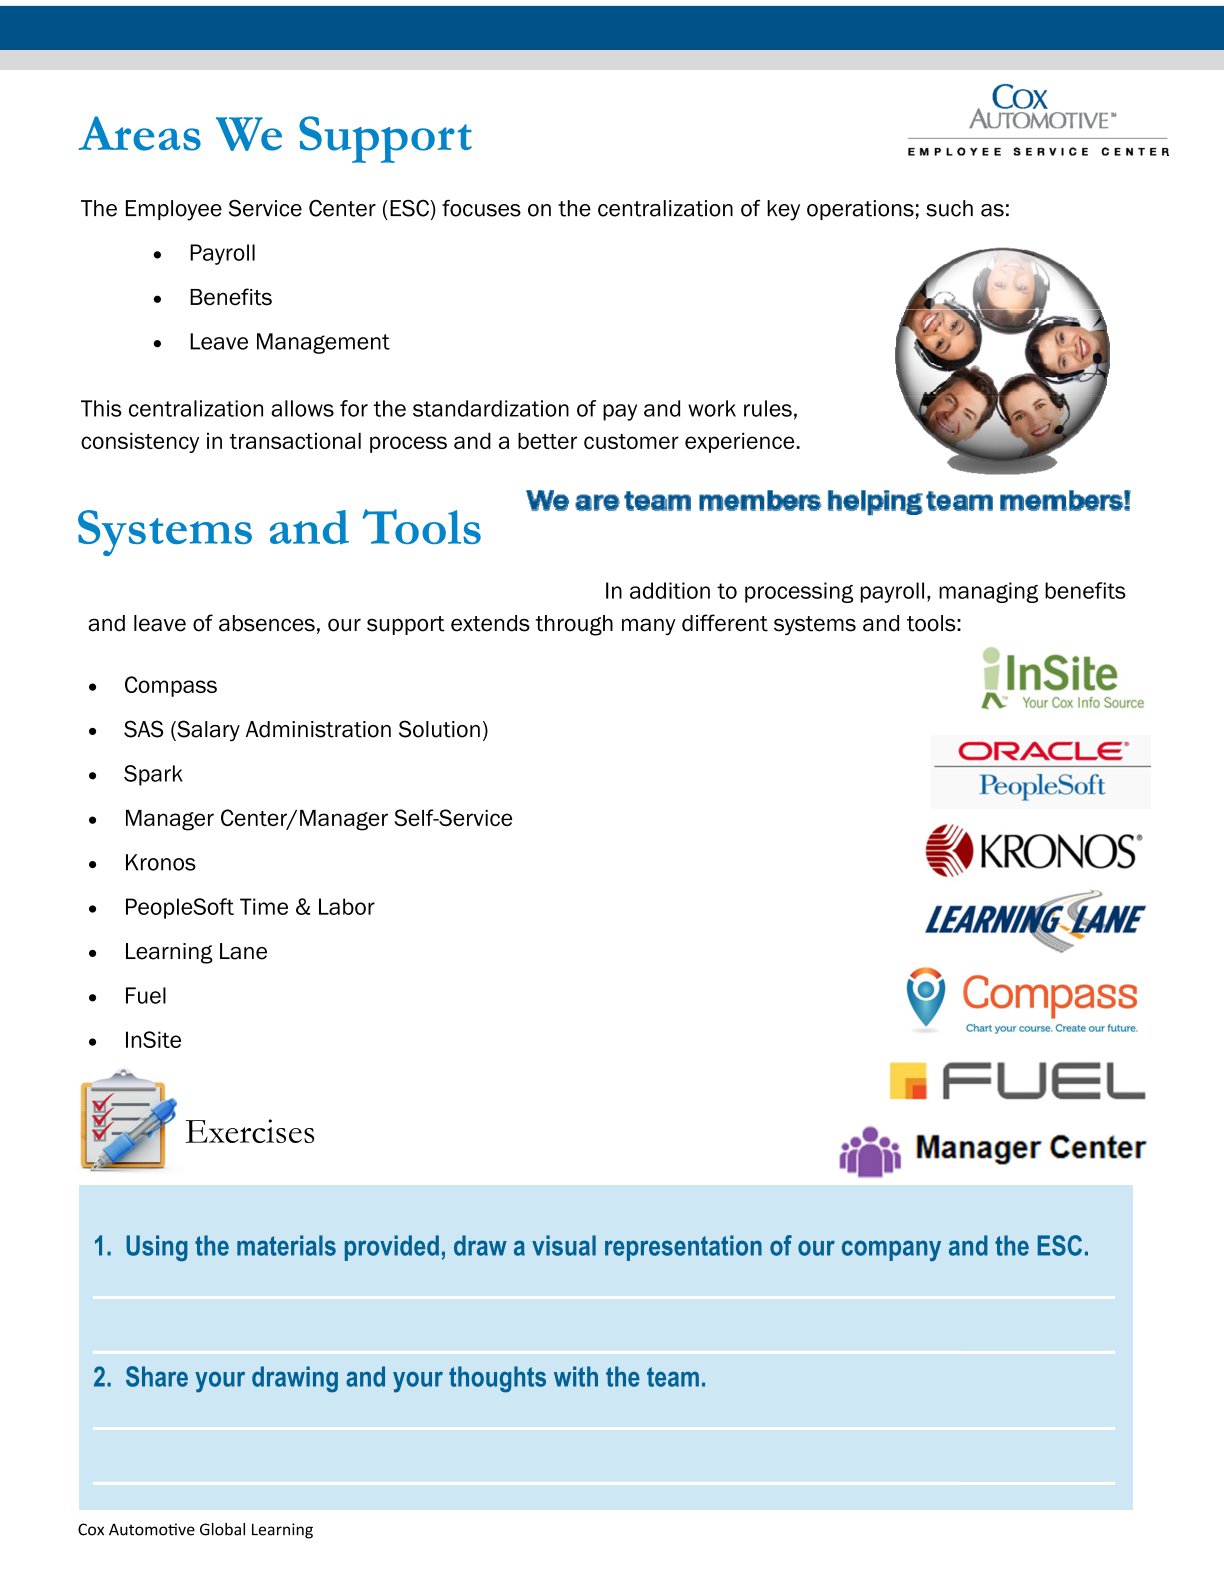 Cox
Automotive™
EMPLOYEE SERVICE CENTER
Areas We Support
The Employee Service Center (ESC) focuses on the centralization of key operations; such as:
• Payroll
• Benefits
• Leave Management
This centralization allows for the standardization of pay and work rules,
consistency in transactional process and a better customer experience.
We are team members helping team members!
Systems and Tools
In addition to processing payroll, managing benefits
and leave of absences, our support extends through many different systems and tools:
• Compass
• SAS (Salary Administration Solution)
• Spark
• Manager Center/Manager Self-Service
• Kronos
• PeopleSoft Time & Labor
• Learning Lane
• Fuel
• InSite
InSite™
Your Cox Info Source
ORACLE®
PeopleSoft
KRONOS®
LEARNING LANE
Compass
Chart your course. Create our future.
FUEL
Manager Center
Exercises
1. Using the materials provided, draw a visual representation of our company and the ESC.
2. Share your drawing and your thoughts with the team.
Cox Automotive Global Learning